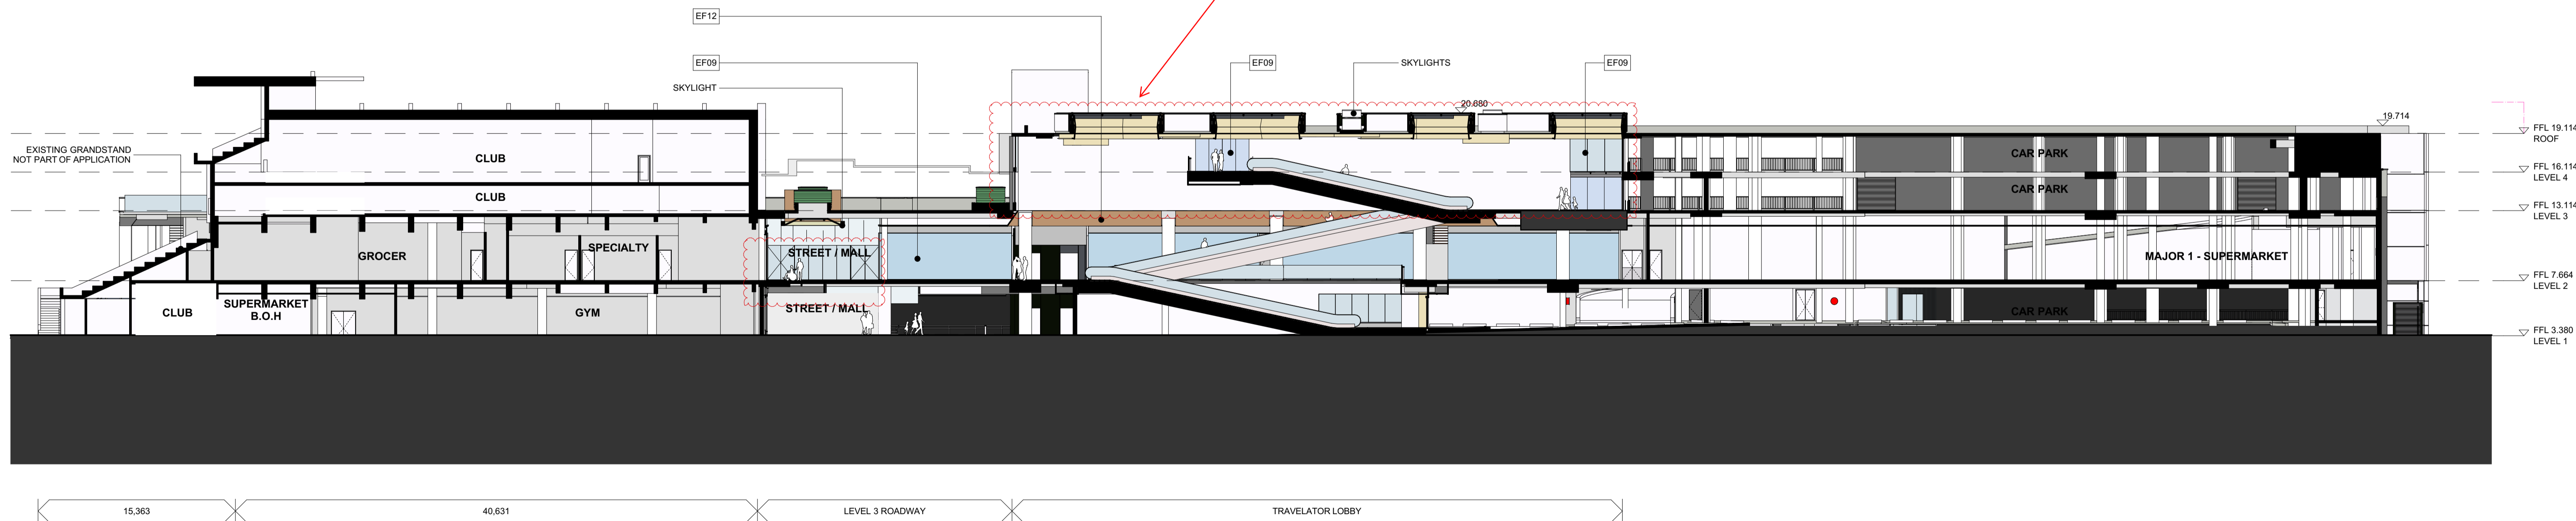 EF12
EF09
EF09
SKYLIGHTS
EF09
SKYLIGHT
20.680
19.714
FFL 19.114
ROOF
EXISTING GRANDSTAND
NOT PART OF APPLICATION
CLUB
CAR PARK
FFL 16.114
LEVEL 4
CLUB
CAR PARK
FFL 13.114
LEVEL 3
GROCER
SPECIALTY
STREET / MALL
MAJOR 1 - SUPERMARKET
FFL 7.664
LEVEL 2
CLUB
SUPERMARKET
B.O.H
GYM
STREET / MALL
CAR PARK
FFL 3.380
LEVEL 1
15,363
40,631
LEVEL 3 ROADWAY
TRAVELATOR LOBBY